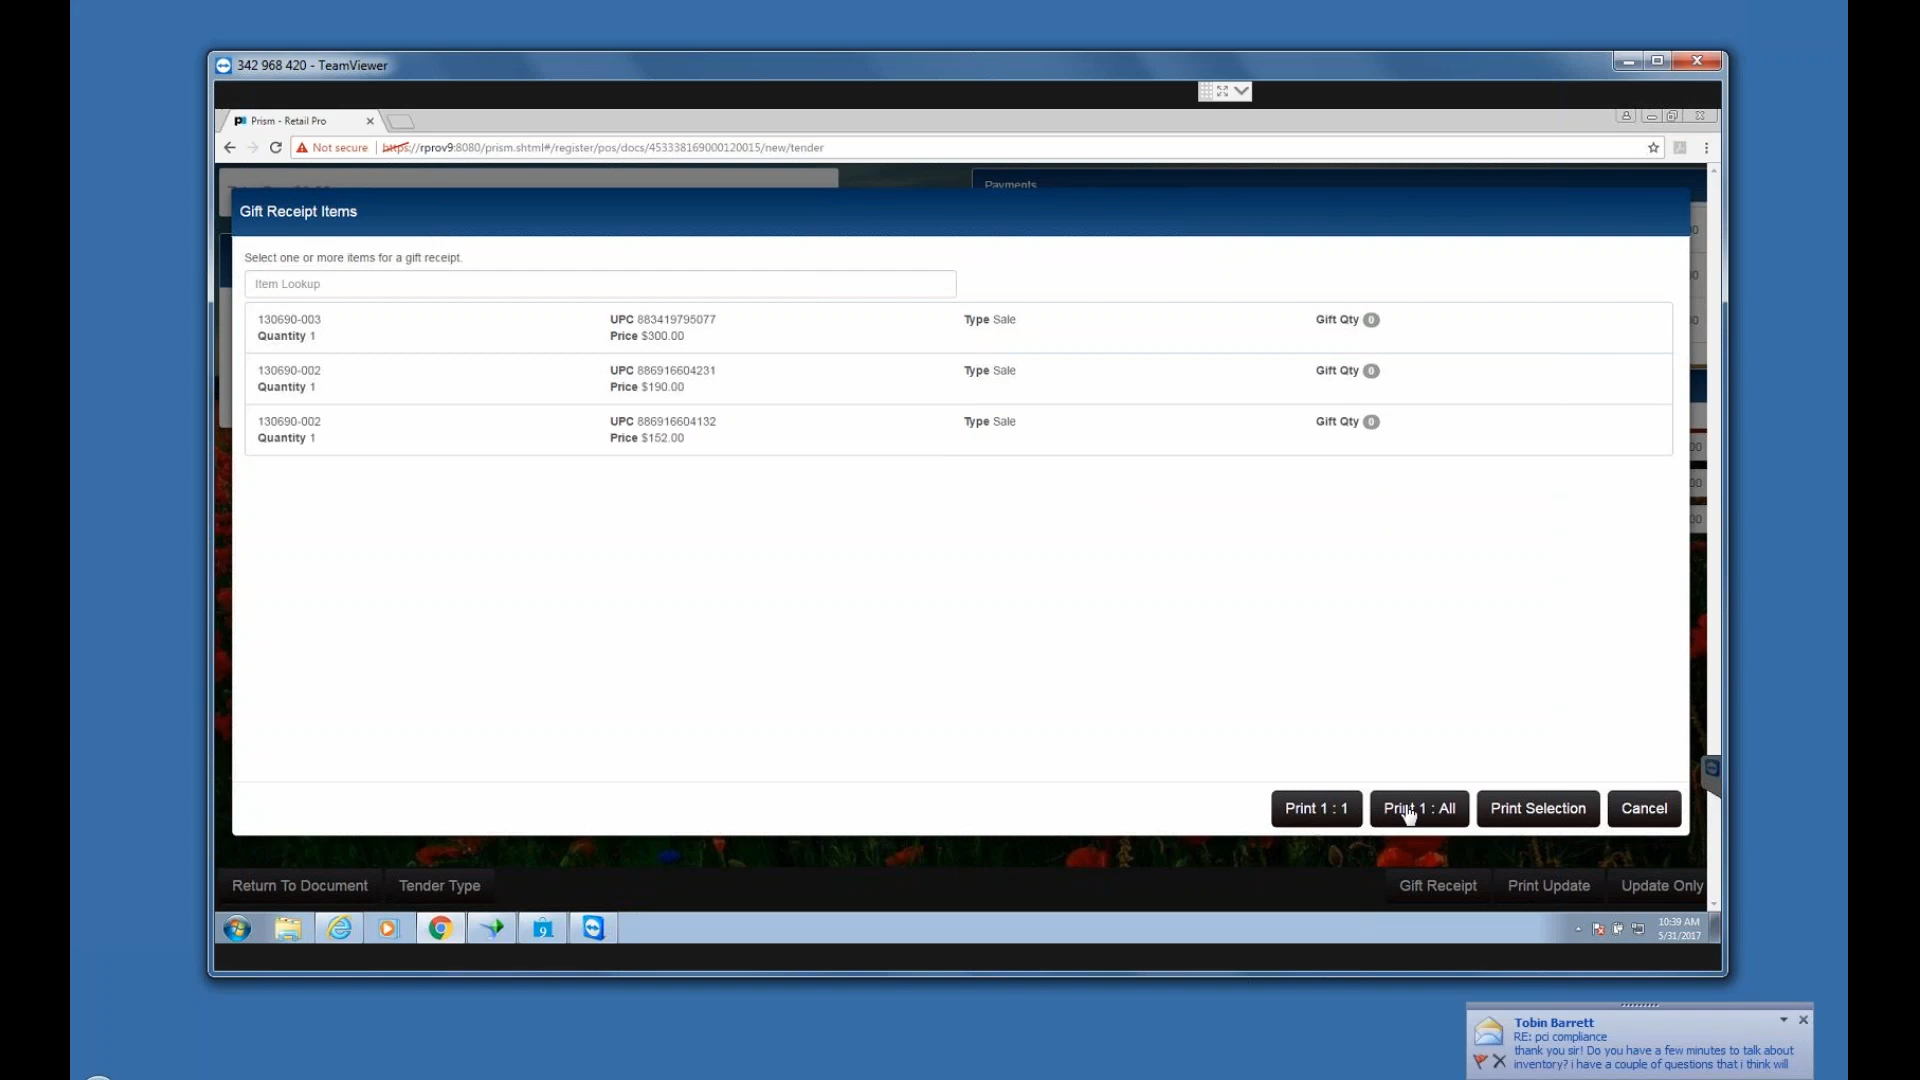 342 968 420 - TeamViewer
Prism - Retail Pro
Not secure | https://rprov9:8080/prism.shtml#/register/pos/docs/453338169000120015/new/tender
Payments
Gift Receipt Items
Select one or more items for a gift receipt.
Item Lookup
130690-003 UPC 883419795077 Type Sale Gift Qty 0
Quantity 1 Price $300.00
130690-002 UPC 886916604231 Type Sale Gift Qty 0
Quantity 1 Price $190.00
130690-002 UPC 886916604132 Type Sale Gift Qty 0
Quantity 1 Price $152.00
Print 1 : 1 Print 1 : All Print Selection Cancel
Return To Document Tender Type Gift Receipt Print Update Update Only
9
10:39 AM
5/31/2017
Tobin Barrett
RE: pci compliance
thank you sir! Do you have a few minutes to talk about
inventory? i have a couple of questions that i think will